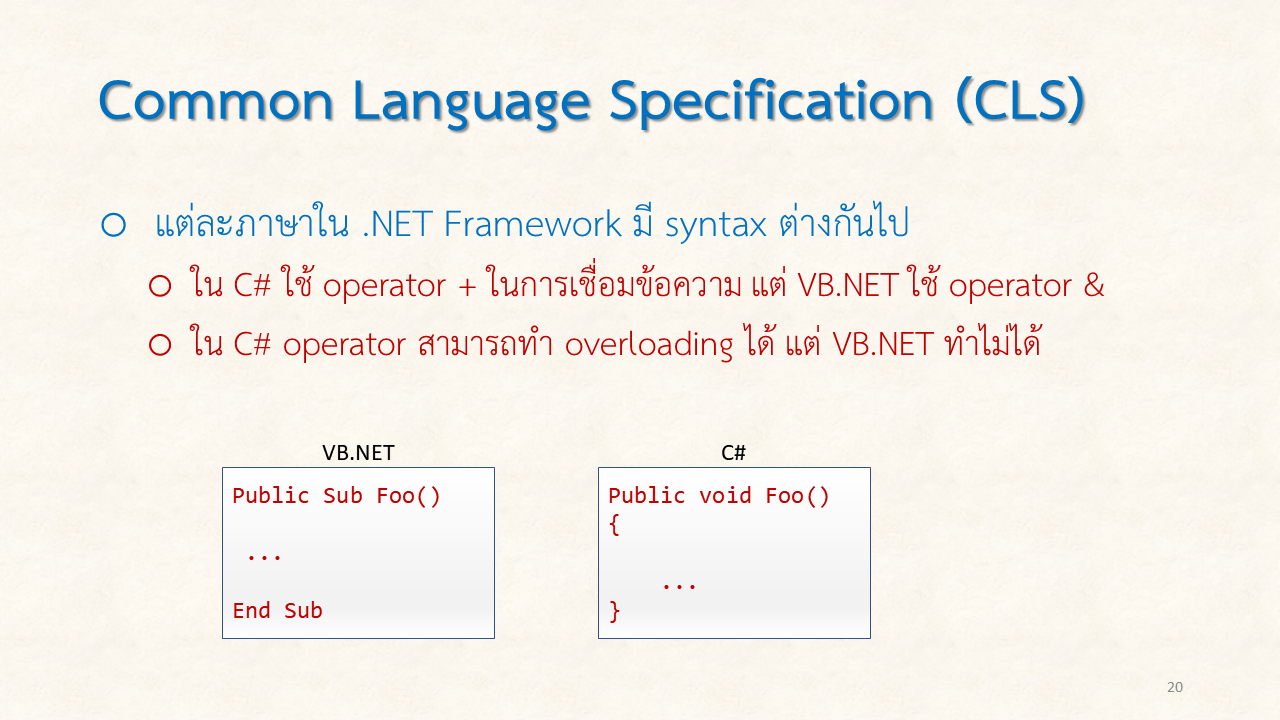 Common Language Specification (CLS)
แต่ละภาษาใน .NET Framework มี syntax ต่างกันไป
ใน C# ใช้ operator + ในการเชื่อมข้อความ แต่ VB.NET ใช้ operator &
ใน C# operator สามารถทำ overloading ได้ แต่ VB.NET ทำไม่ได้
VB.NET
Public Sub Foo()
...
End Sub
C#
Public void Foo()
{
...
}
20